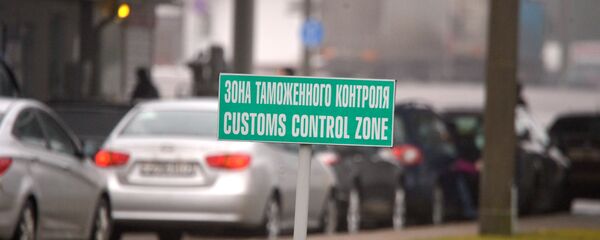 ЗОНА ТАМОЖЕННОГО КОНТРОЛЯ
CUSTOMS CONTROL ZONE